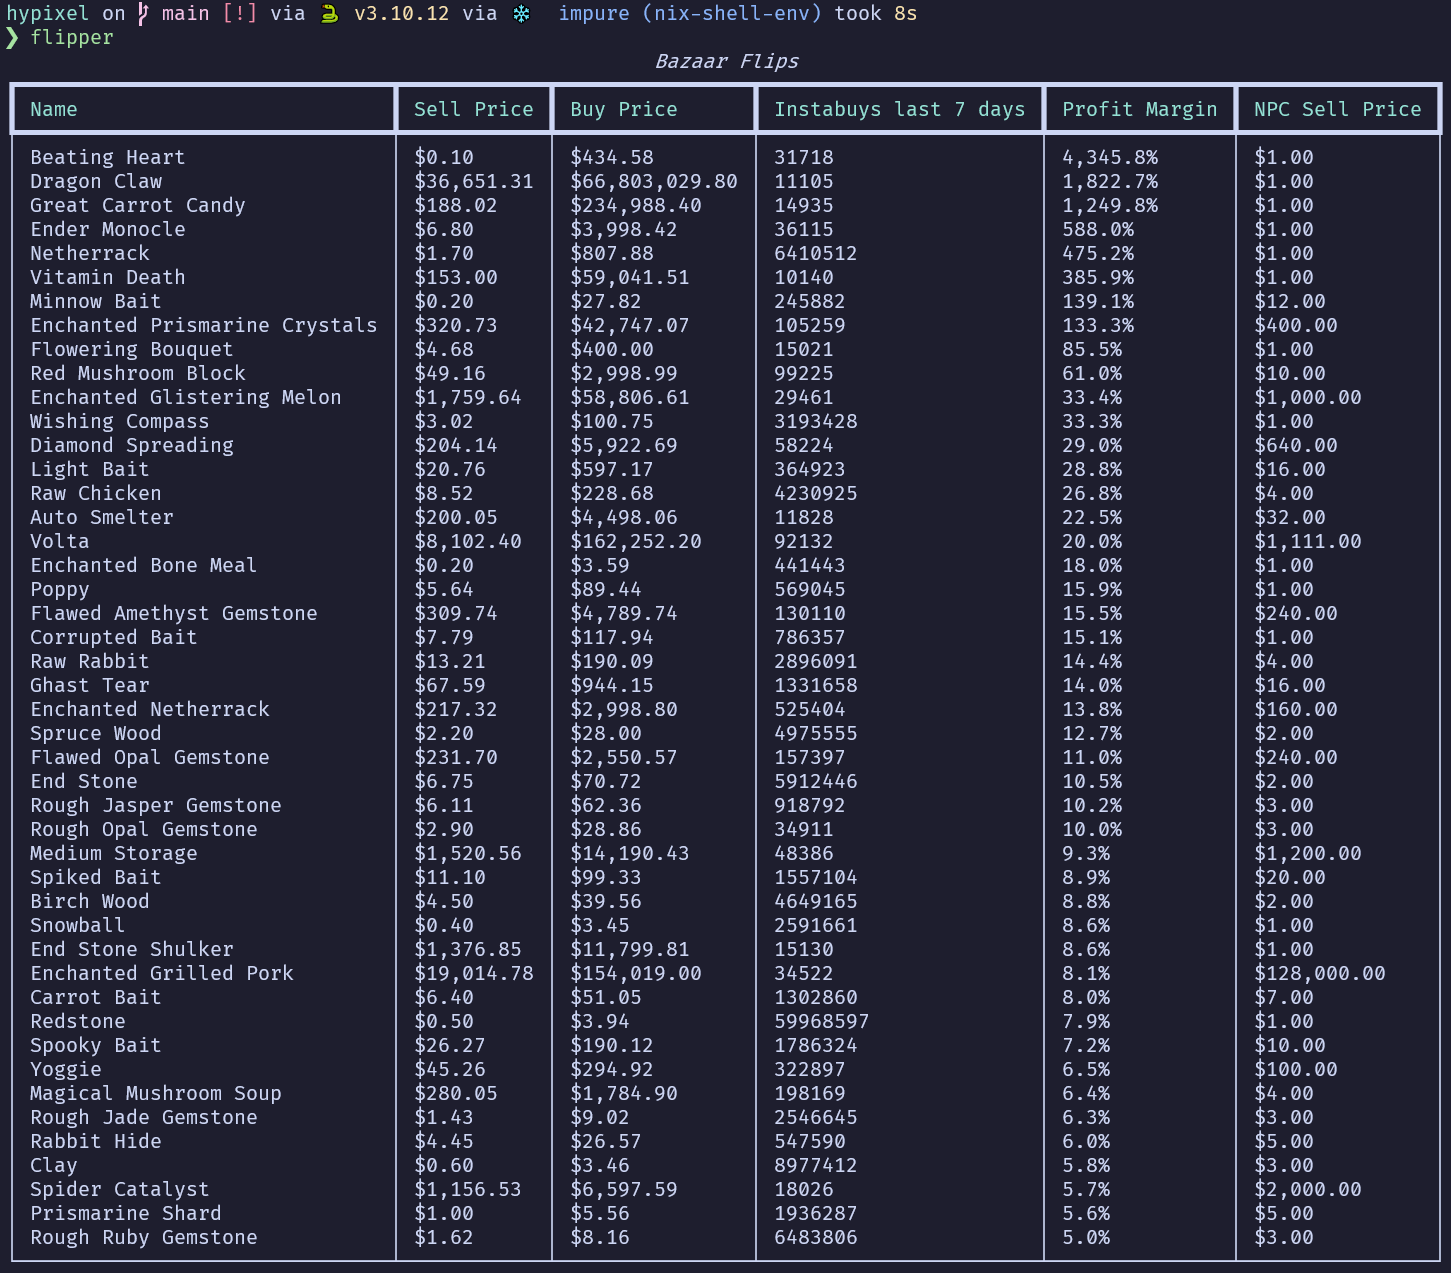 hypixel on main [!] via v3.10.12 via ❄ impure (nix-shell-env) took 8s
❯ flipper
Bazaar Flips
Name Sell Price Buy Price Instabuys last 7 days Profit Margin NPC Sell Price
Beating Heart $0.10 $434.58 31718 4,345.8% $1.00
Dragon Claw $36,651.31 $66,803,029.80 11105 1,822.7% $1.00
Great Carrot Candy $188.02 $234,988.40 14935 1,249.8% $1.00
Ender Monocle $6.80 $3,998.42 36115 588.0% $1.00
Netherrack $1.70 $807.88 6410512 475.2% $1.00
Vitamin Death $153.00 $59,041.51 10140 385.9% $1.00
Minnow Bait $0.20 $27.82 245882 139.1% $12.00
Enchanted Prismarine Crystals $320.73 $42,747.07 105259 133.3% $400.00
Flowering Bouquet $4.68 $400.00 15021 85.5% $1.00
Red Mushroom Block $49.16 $2,998.99 99225 61.0% $10.00
Enchanted Glistering Melon $1,759.64 $58,806.61 29461 33.4% $1,000.00
Wishing Compass $3.02 $100.75 3193428 33.3% $1.00
Diamond Spreading $204.14 $5,922.69 58224 29.0% $640.00
Light Bait $20.76 $597.17 364923 28.8% $16.00
Raw Chicken $8.52 $228.68 4230925 26.8% $4.00
Auto Smelter $200.05 $4,498.06 11828 22.5% $32.00
Volta $8,102.40 $162,252.20 92132 20.0% $1,111.00
Enchanted Bone Meal $0.20 $3.59 441443 18.0% $1.00
Poppy $5.64 $89.44 569045 15.9% $1.00
Flawed Amethyst Gemstone $309.74 $4,789.74 130110 15.5% $240.00
Corrupted Bait $7.79 $117.94 786357 15.1% $1.00
Raw Rabbit $13.21 $190.09 2896091 14.4% $4.00
Ghast Tear $67.59 $944.15 1331658 14.0% $16.00
Enchanted Netherrack $217.32 $2,998.80 525404 13.8% $160.00
Spruce Wood $2.20 $28.00 4975555 12.7% $2.00
Flawed Opal Gemstone $231.70 $2,550.57 157397 11.0% $240.00
End Stone $6.75 $70.72 5912446 10.5% $2.00
Rough Jasper Gemstone $6.11 $62.36 918792 10.2% $3.00
Rough Opal Gemstone $2.90 $28.86 34911 10.0% $3.00
Medium Storage $1,520.56 $14,190.43 48386 9.3% $1,200.00
Spiked Bait $11.10 $99.33 1557104 8.9% $20.00
Birch Wood $4.50 $39.56 4649165 8.8% $2.00
Snowball $0.40 $3.45 2591661 8.6% $1.00
End Stone Shulker $1,376.85 $11,799.81 15130 8.6% $1.00
Enchanted Grilled Pork $19,014.78 $154,019.00 34522 8.1% $128,000.00
Carrot Bait $6.40 $51.05 1302860 8.0% $7.00
Redstone $0.50 $3.94 59968597 7.9% $1.00
Spooky Bait $26.27 $190.12 1786324 7.2% $10.00
Yoggie $45.26 $294.92 322897 6.5% $100.00
Magical Mushroom Soup $280.05 $1,784.90 198169 6.4% $4.00
Rough Jade Gemstone $1.43 $9.02 2546645 6.3% $3.00
Rabbit Hide $4.45 $26.57 547590 6.0% $5.00
Clay $0.60 $3.46 8977412 5.8% $3.00
Spider Catalyst $1,156.53 $6,597.59 18026 5.7% $2,000.00
Prismarine Shard $1.00 $5.56 1936287 5.6% $5.00
Rough Ruby Gemstone $1.62 $8.16 6483806 5.0% $3.00